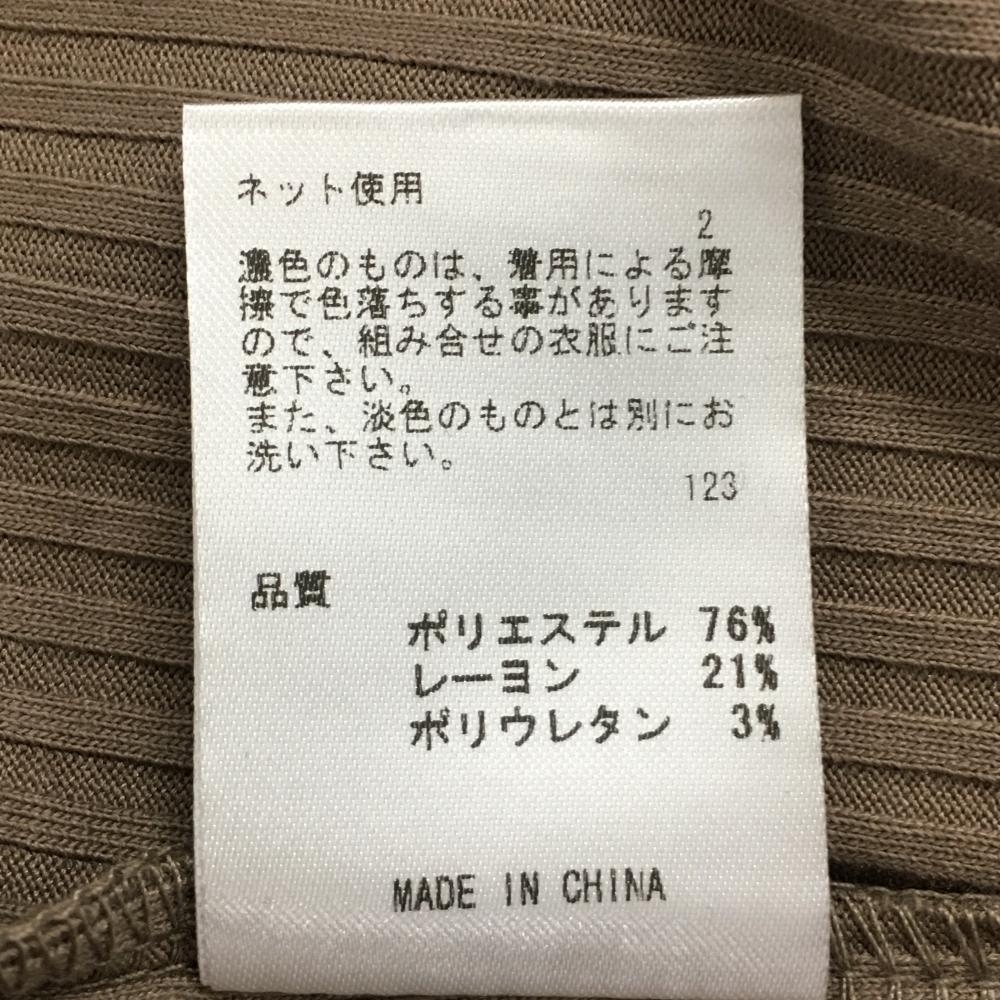 ネット使用
2
濃色のものは、着用による摩
擦で色落ちする事があります
ので、組み合せの衣服にご注
意下さい。
また、淡色のものとは別にお
洗い下さい。
123
品質
ポリエステル 76%
レーヨン 21%
ポリウレタン 3%
MADE IN CHINA